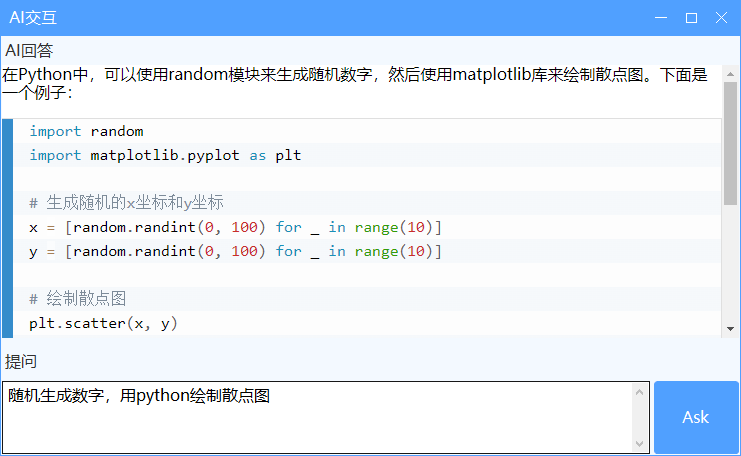 AI交互
AI回答
在Python中，可以使用random模块来生成随机数字，然后使用matplotlib库来绘制散点图。下面是
一个例子：
import random
import matplotlib.pyplot as plt
# 生成随机的x坐标和y坐标
x = [random.randint(0, 100) for _ in range(10)]
y = [random.randint(0, 100) for _ in range(10)]
# 绘制散点图
plt.scatter(x, y)
提问
随机生成数字，用python绘制散点图
Ask